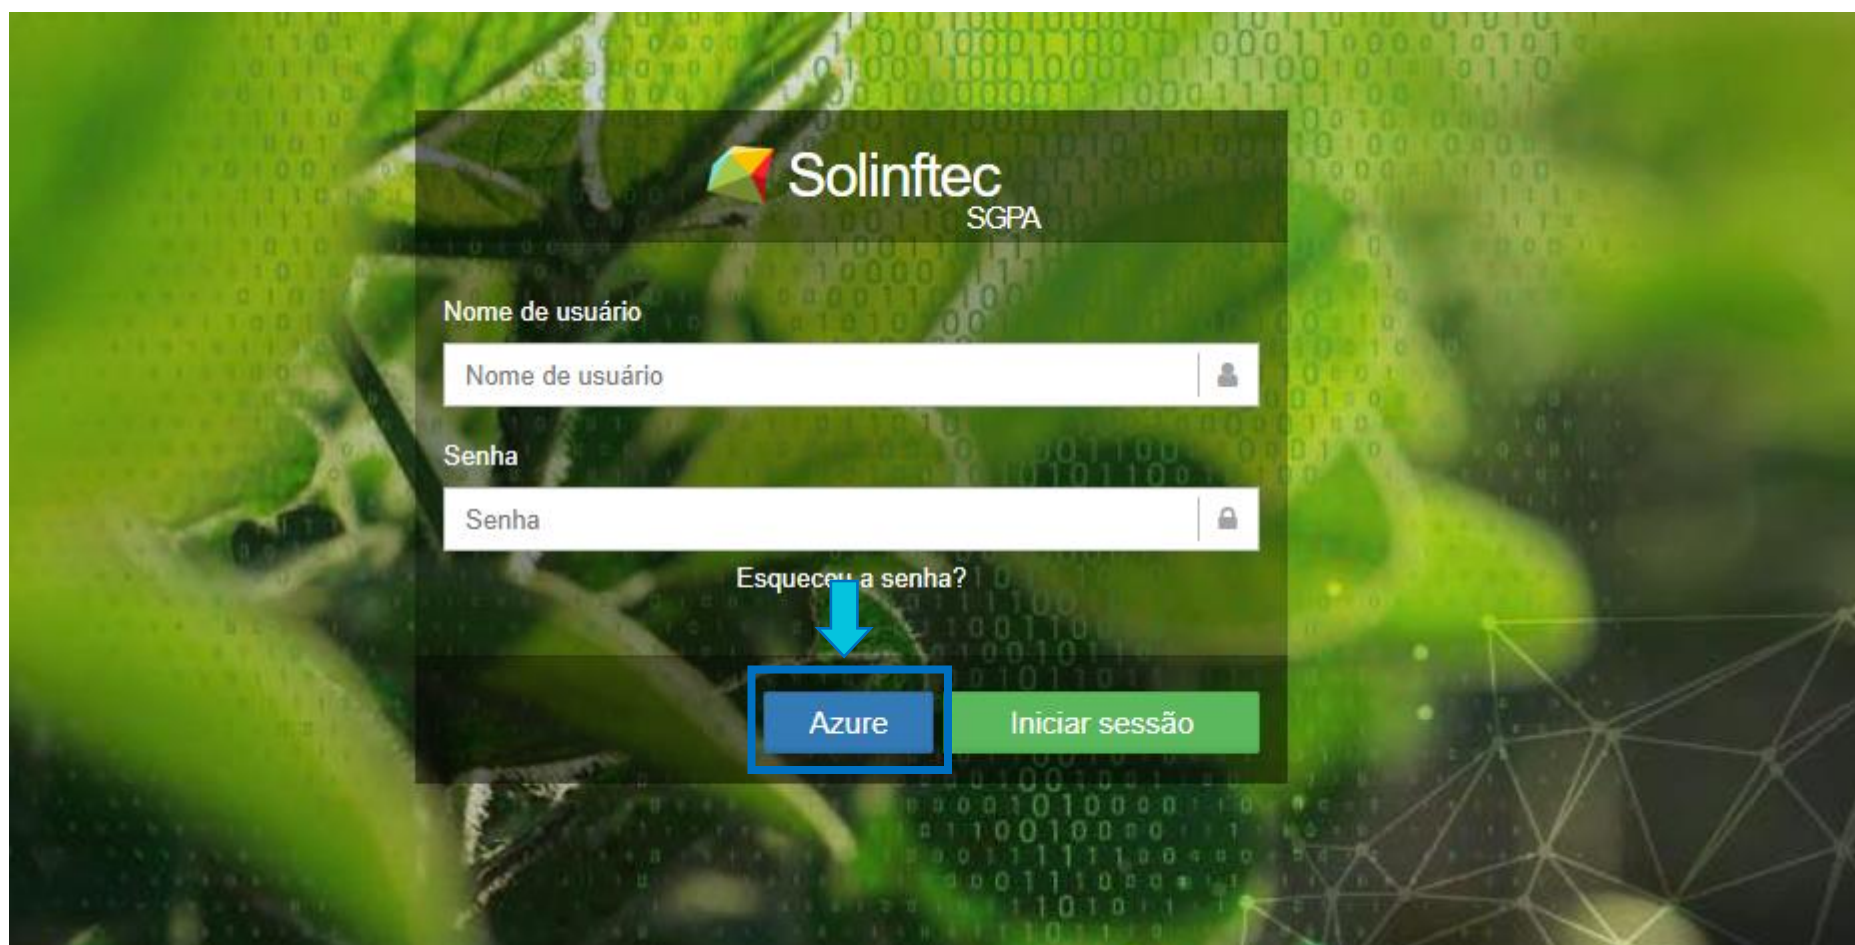 Solinftec
SGPA
Nome de usuário
Nome de usuário
Senha
Senha
Esqueceu a senha?
Azure
Iniciar sessão